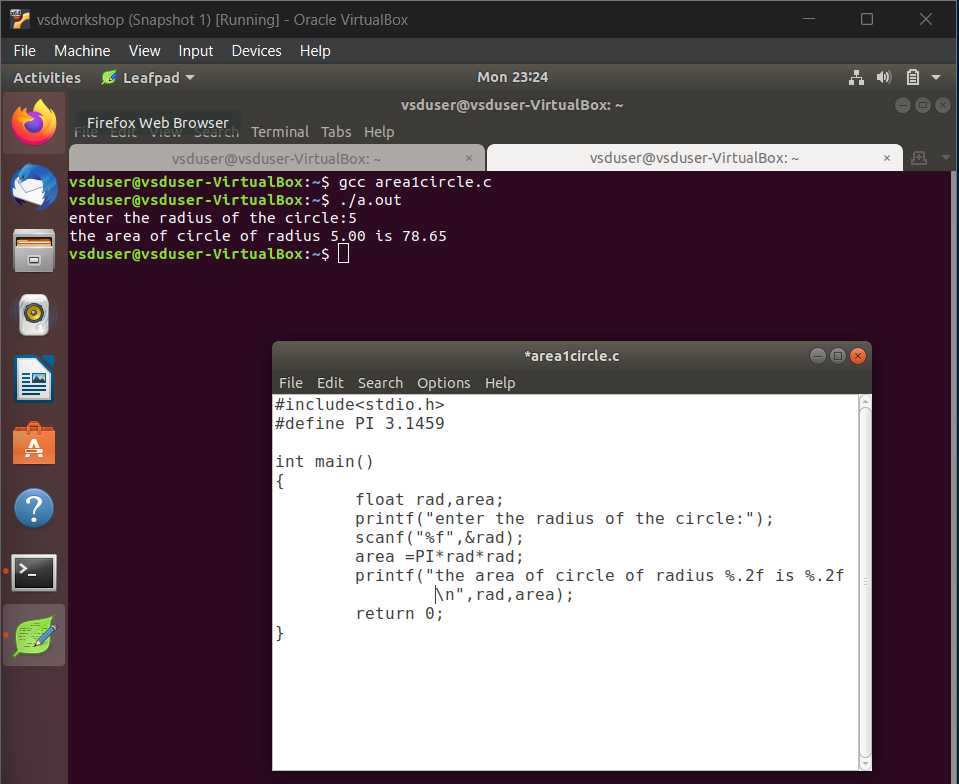 vsdworkshop (Snapshot 1) [Running] - Oracle VirtualBox
File Machine View Input Devices Help
Activities Leafpad Mon 23:24
vsduser@vsduser-VirtualBox: ~
File Edit View Search Terminal Tabs Help
Firefox Web Browser
vsduser@vsduser-VirtualBox: ~ × vsduser@vsduser-VirtualBox: ~ ×
vsduser@vsduser-VirtualBox:~$ gcc area1circle.c
vsduser@vsduser-VirtualBox:~$ ./a.out
enter the radius of the circle:5
the area of circle of radius 5.00 is 78.65
vsduser@vsduser-VirtualBox:~$
*area1circle.c
File Edit Search Options Help
#include<stdio.h>
#define PI 3.1459
int main()
{
float rad,area;
printf("enter the radius of the circle:");
scanf("%f",&rad);
area =PI*rad*rad;
printf("the area of circle of radius %.2f is %.2f
\n",rad,area);
return 0;
}